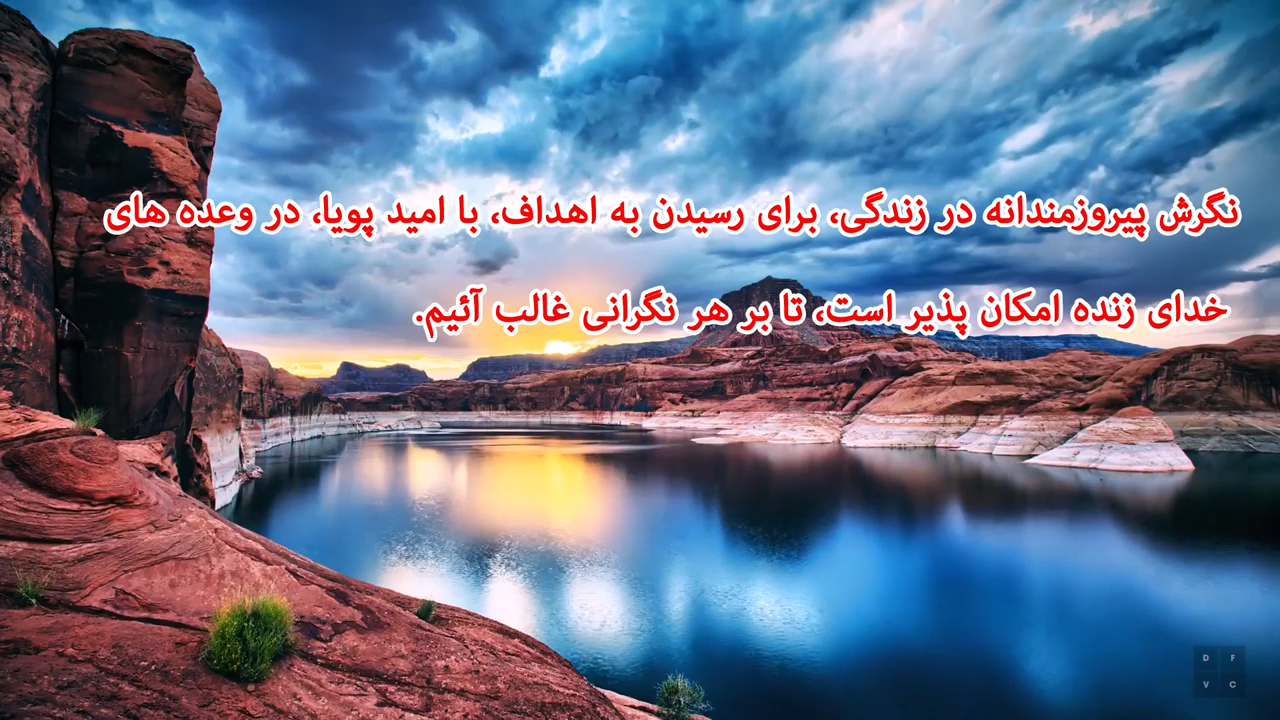 نگرش پیروزمندانه در زندگی، برای رسیدن به اهداف، با امید پویا، در وعده های
خدای زنده امکان پذیر است، تا بر هر نگرانی غالب آئیم.
D F
V C